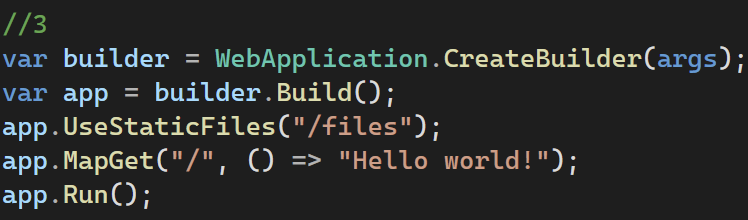 //3
var builder = WebApplication.CreateBuilder(args);
var app = builder.Build();
app.UseStaticFiles("/files");
app.MapGet("/", () => "Hello world!");
app.Run();